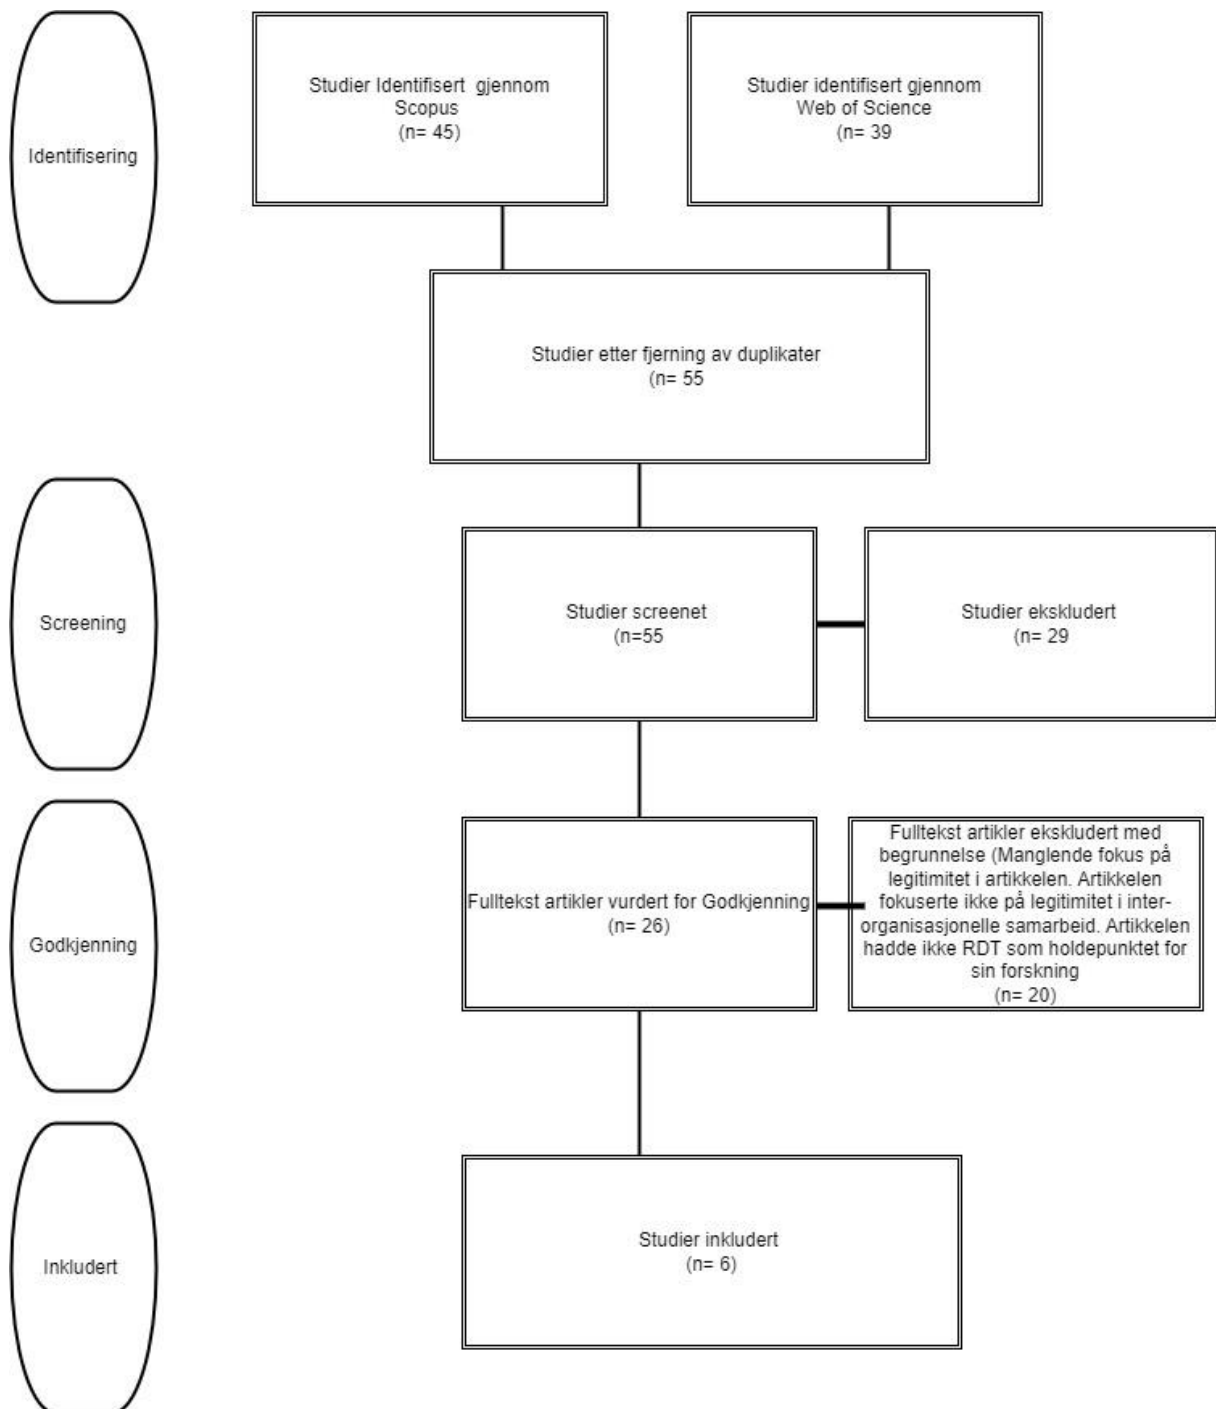 Identifisering
Studier Identifisert  gjennom
Scopus
(n= 45)
Studier identifisert gjennom
Web of Science
(n= 39
Studier etter fjerning av duplikater
(n= 55
Screening
Studier screenet
(n=55
Studier ekskludert
(n= 29
Godkjenning
Fulltekst artikler vurdert for Godkjenning
(n= 26)
Fulltekst artikler ekskludert med
begrunnelse (Manglende fokus på
legitimitet i artikkelen. Artikkelen
fokuserte ikke på legitimitet i inter-
organisasjonelle samarbeid. Artikkelen
hadde ikke RDT som holdepunktet for
sin forskning
(n= 20)
Inkludert
Studier inkludert
(n= 6)